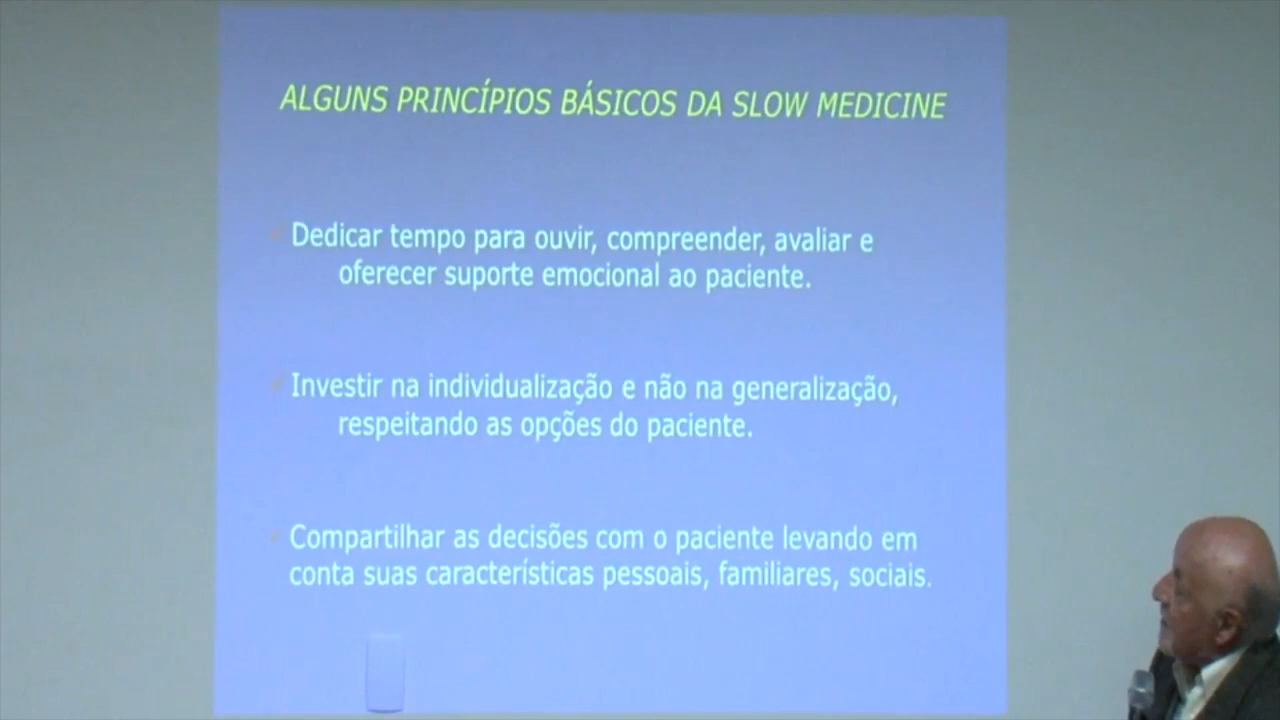 ALGUNS PRINCÍPIOS BÁSICOS DA SLOW MEDICINE
Dedicar tempo para ouvir, compreender, avaliar e
oferecer suporte emocional ao paciente.
Investir na individualização e não na generalização,
respeitando as opções do paciente.
Compartilhar as decisões com o paciente levando em
conta suas características pessoais, familiares, sociais.